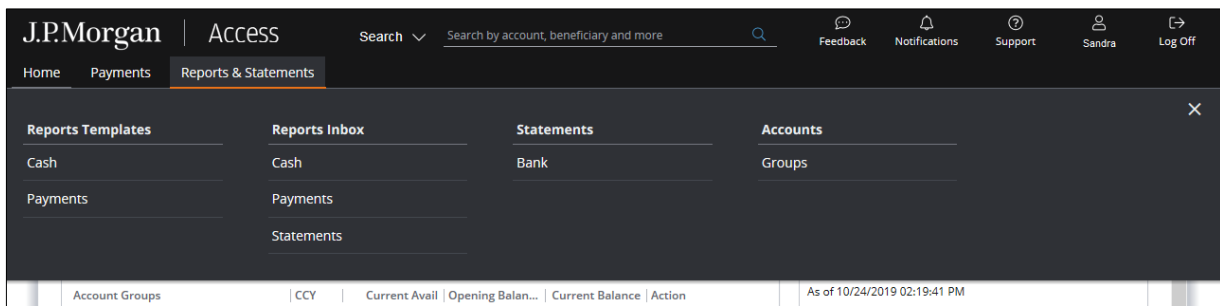 J.P.Morgan | Access Search Search by account, beneficiary and more Feedback Notifications Support Sandra Log Off
Home Payments Reports & Statements
Reports Templates Reports Inbox Statements Accounts
Cash Cash Bank Groups
Payments Payments
Statements
Account Groups | CCY | Current Avail | Opening Balan... | Current Balance | Action As of 10/24/2019 02:19:41 PM